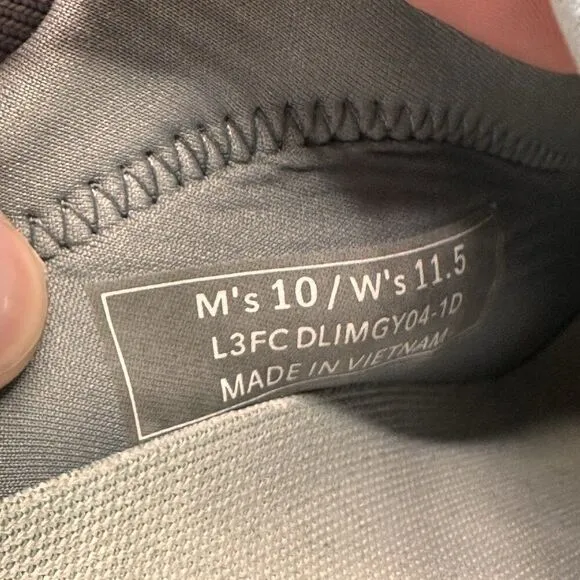 M's 10 / W's 11.5
L3FC DLIMGY04-1D
MADE IN VIETNAM